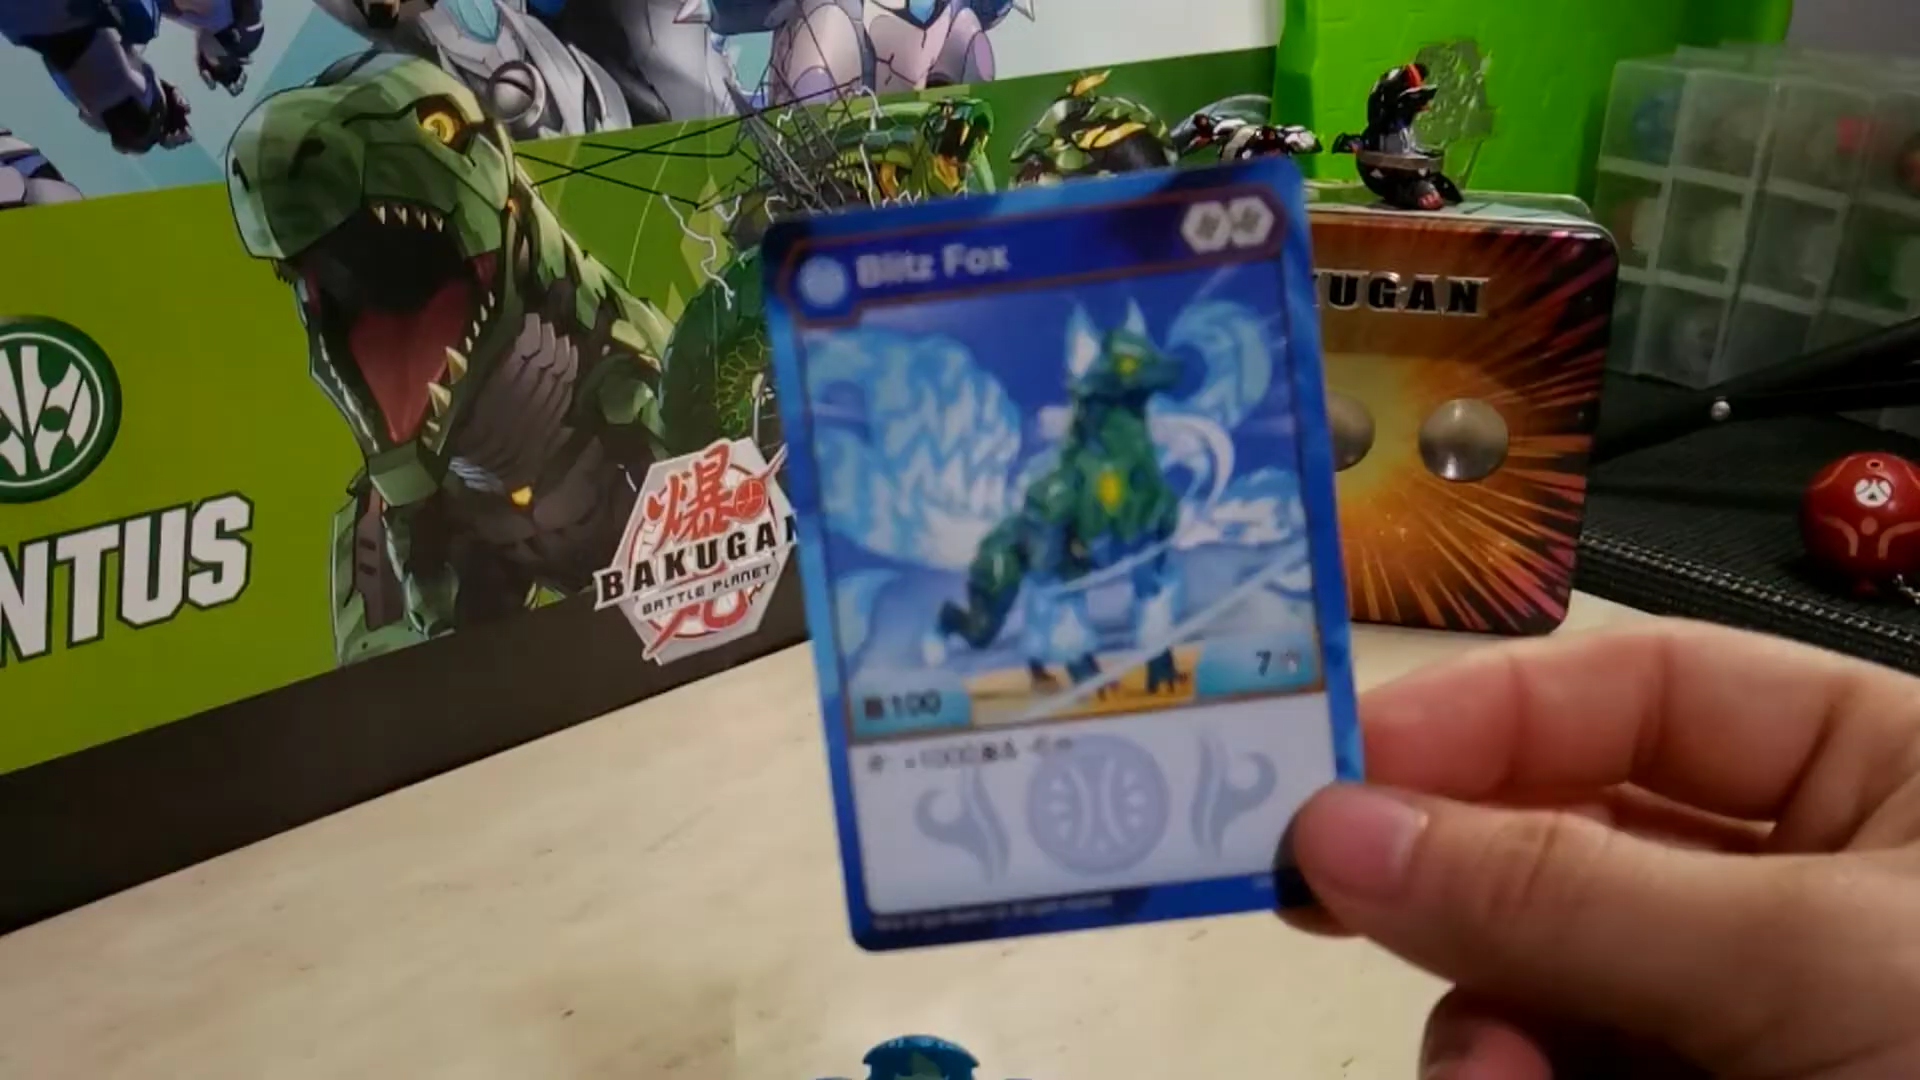 Blitz Fox
UGAN
爆
BAKUGAN
BATTLE PLANET
NTUS
100
7